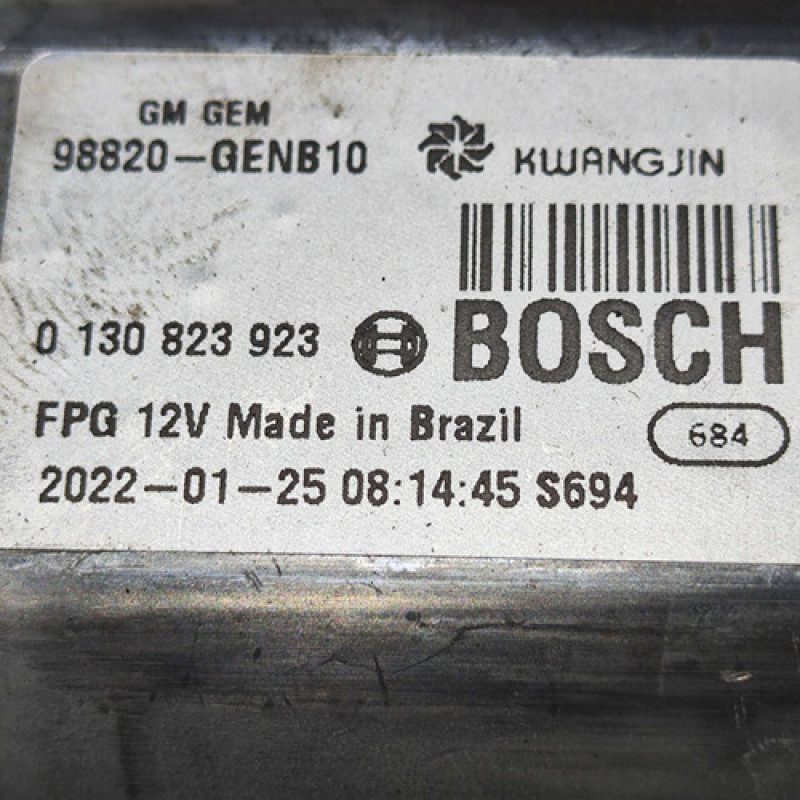 GM GEM
98820-GENB10
KWANGJIN
0 130 823 923
BOSCH
FPG 12V Made in Brazil
684
2022-01-25 08:14:45 S694